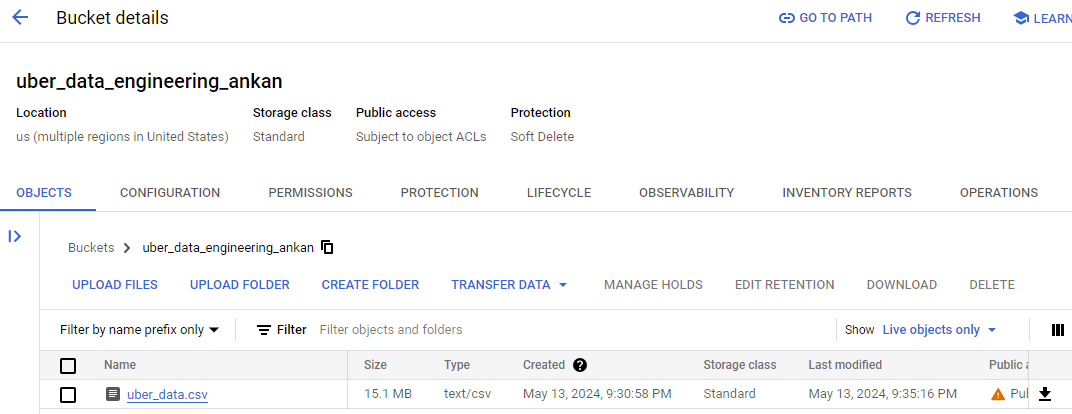 Bucket details GO TO PATH REFRESH LEARN
uber_data_engineering_ankan
Location Storage class Public access Protection
us (multiple regions in United States) Standard Subject to object ACLs Soft Delete
OBJECTS CONFIGURATION PERMISSIONS PROTECTION LIFECYCLE OBSERVABILITY INVENTORY REPORTS OPERATIONS
Buckets > uber_data_engineering_ankan
UPLOAD FILES UPLOAD FOLDER CREATE FOLDER TRANSFER DATA MANAGE HOLDS EDIT RETENTION DOWNLOAD DELETE
Filter by name prefix only Filter Filter objects and folders Show Live objects only
Name Size Type Created Storage class Last modified Public a
uber_data.csv 15.1 MB text/csv May 13, 2024, 9:30:58 PM Standard May 13, 2024, 9:35:16 PM Pul